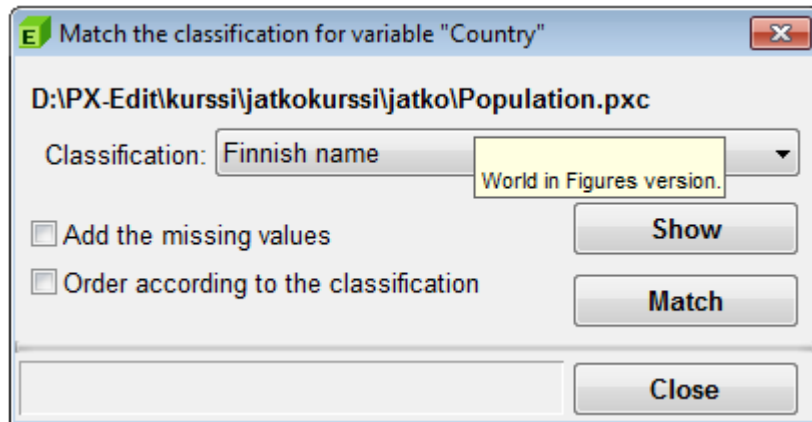 E Match the classification for variable "Country"
D:\PX-Edit\kurssi\jatkokurssi\jatko\Population.pxc
Classification: Finnish name
World in Figures version.
Add the missing values
Show
Order according to the classification
Match
Close